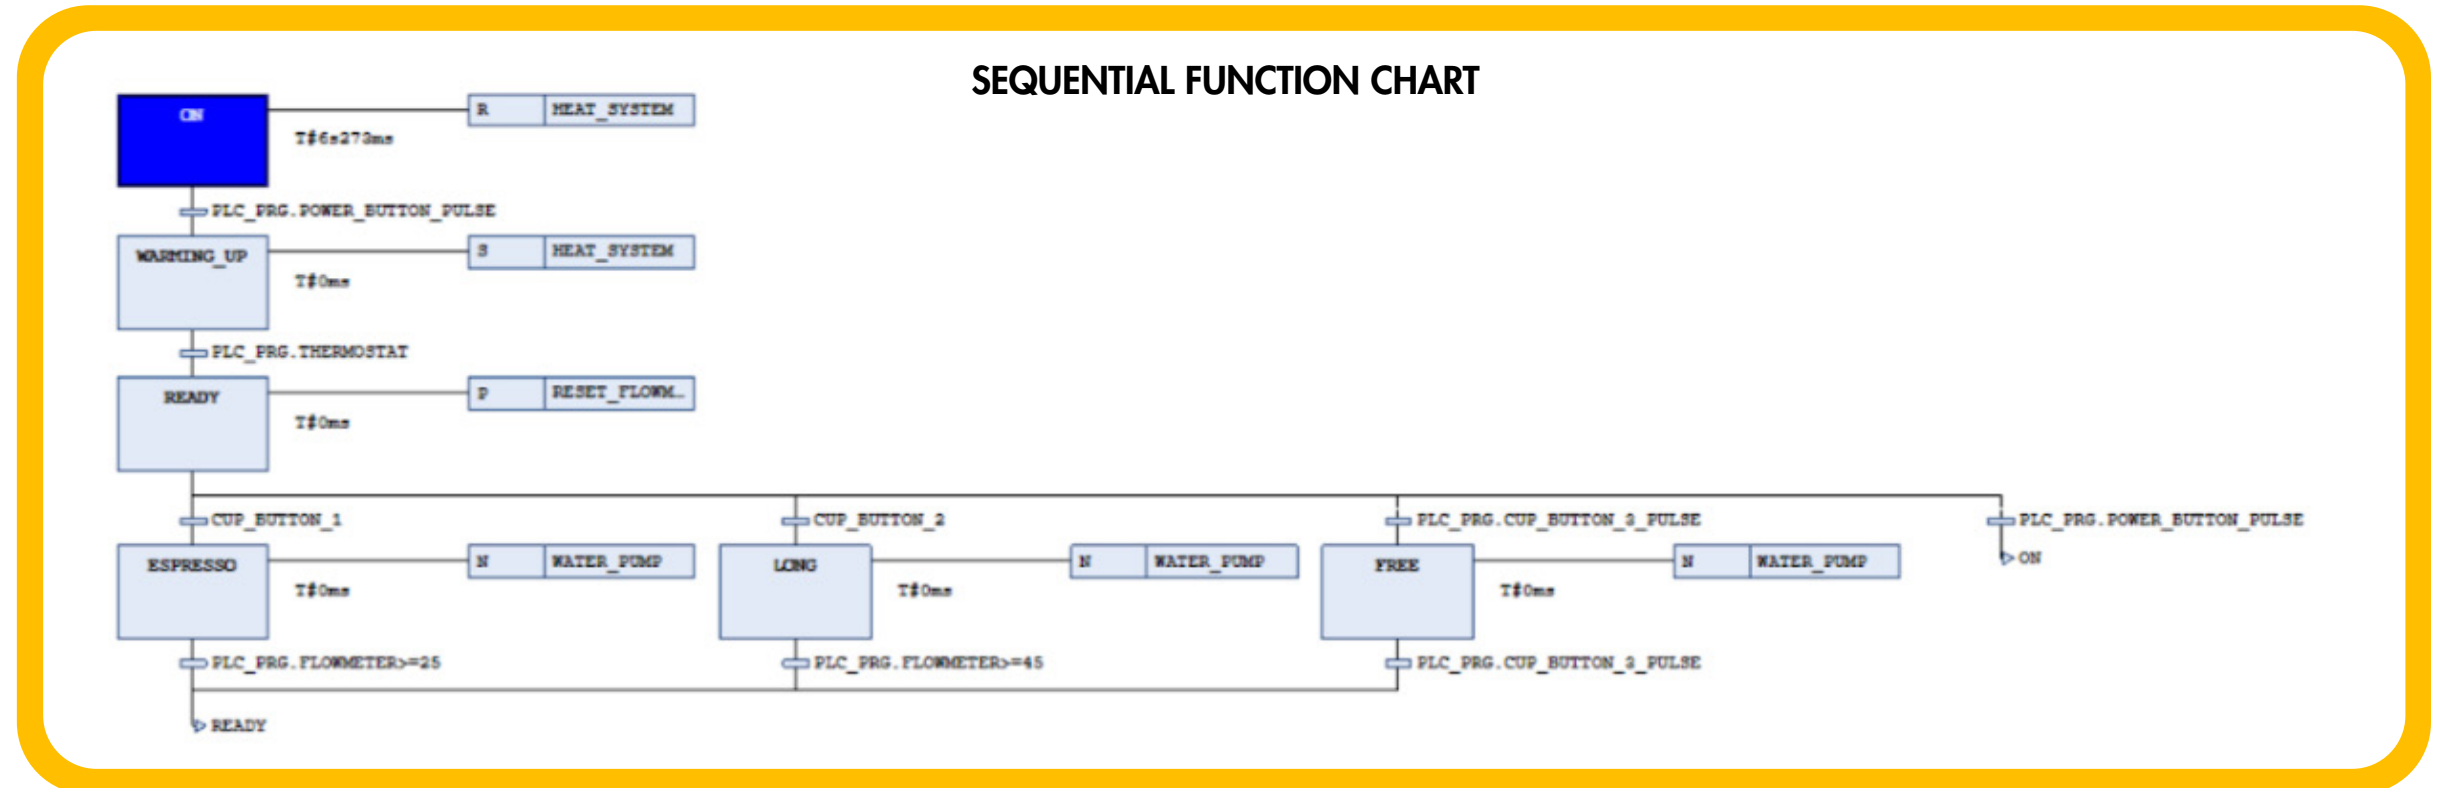 SEQUENTIAL FUNCTION CHART
ON
R HEAT_SYSTEM
T#6s273ms
PLC_PRG.POWER_BUTTON_PULSE
WARMING_UP
S HEAT_SYSTEM
T#0ms
PLC_PRG.THERMOSTAT
READY
P RESET_FLOWM…
T#0ms
CUP_BUTTON_1 CUP_BUTTON_2 PLC_PRG.CUP_BUTTON_3_PULSE PLC_PRG.POWER_BUTTON_PULSE
ESPRESSO N WATER_PUMP LONG N WATER_PUMP FREE N WATER_PUMP ON
T#0ms T#0ms T#0ms
PLC_PRG.FLOWMETER>=25 PLC_PRG.FLOWMETER>=45 PLC_PRG.CUP_BUTTON_3_PULSE
READY